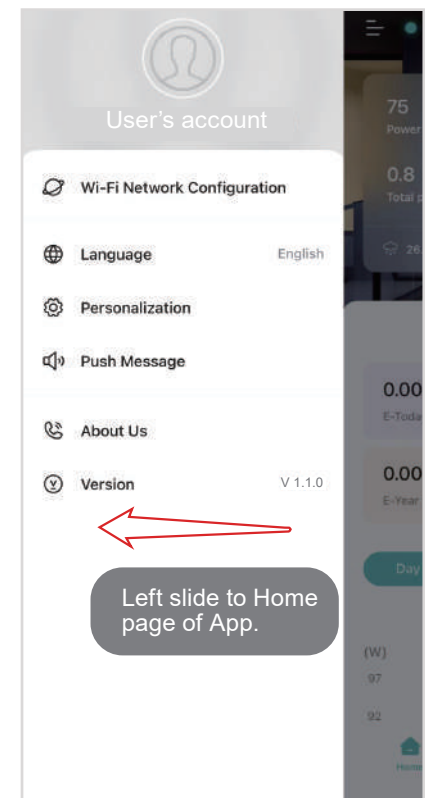 User's account
75
Power
0.8
Total p
26.
Wi-Fi Network Configuration
Language English
Personalization
Push Message
About Us
Version V 1.1.0
Left slide to Home
page of App.
0.00
E-Toda
0.00
E-Year
Day
(W)
97
92
Home